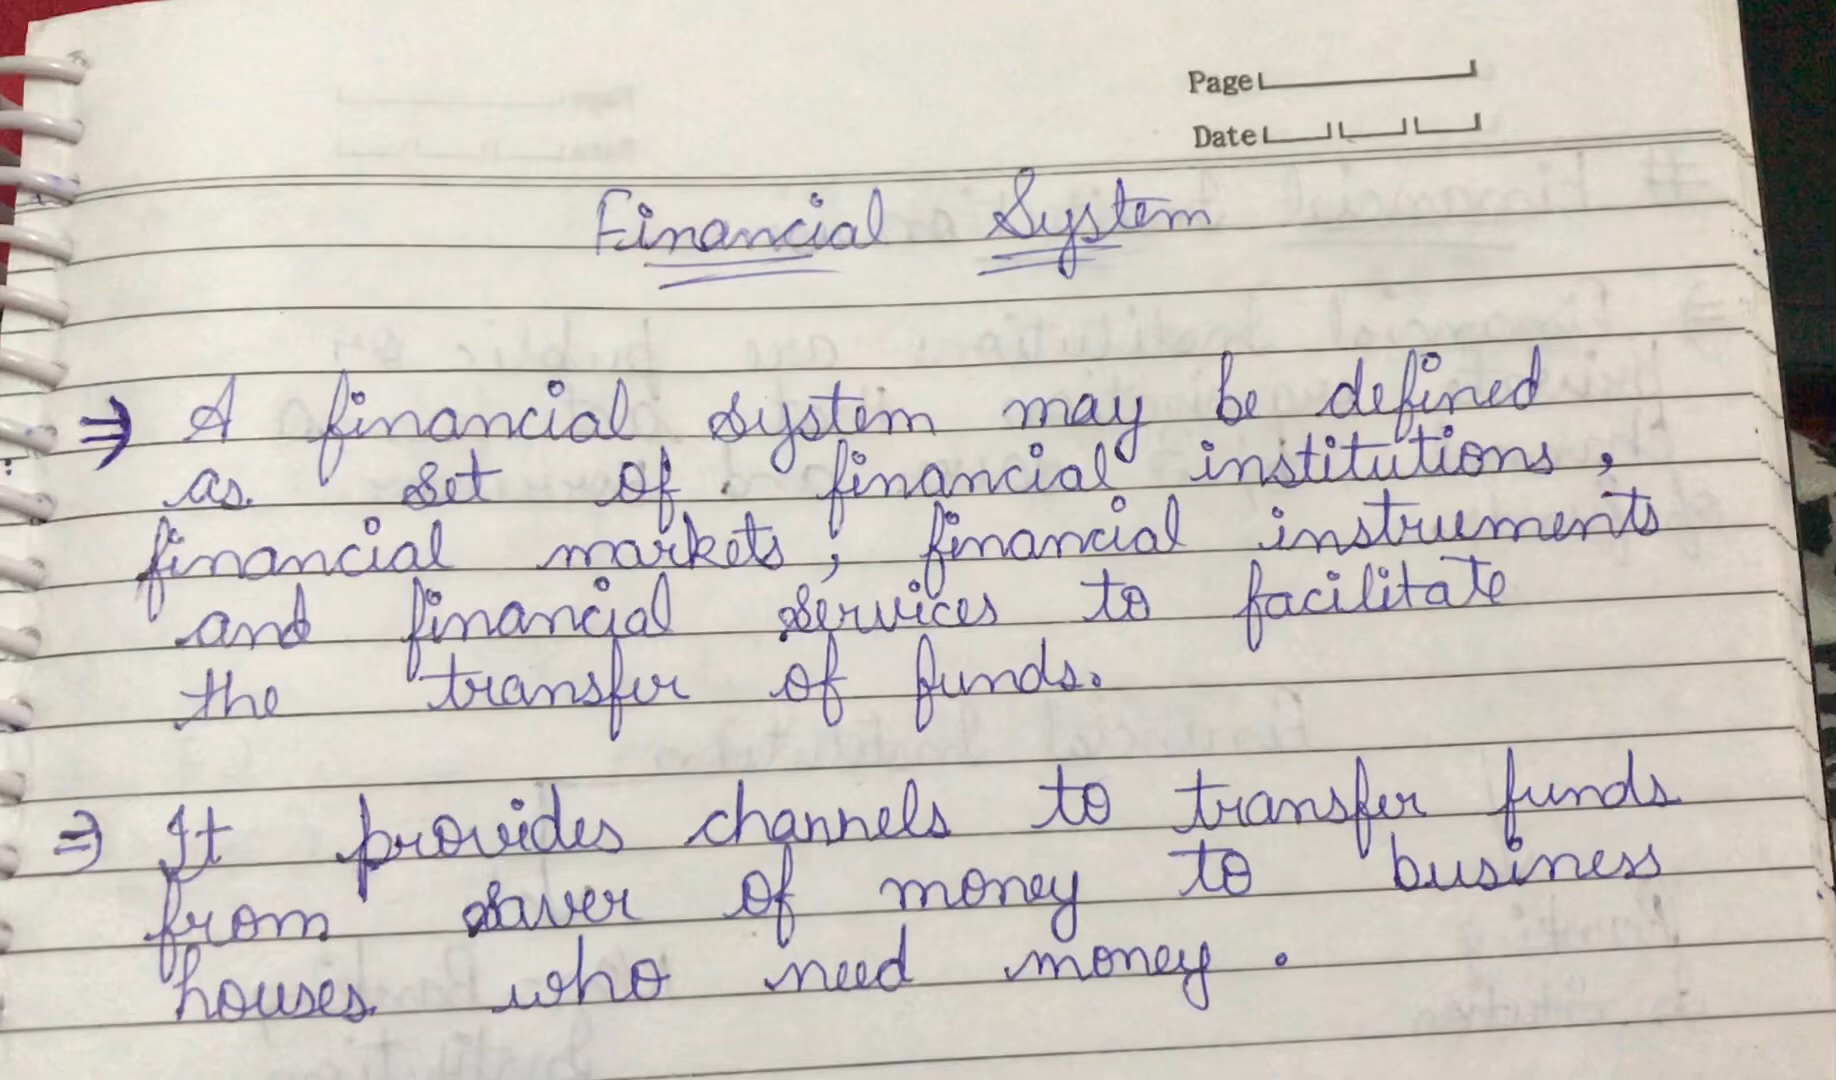 Page
Date
Financial System
⇒ A financial system may be defined
as set of financial institutions,
financial markets, financial instruments
and financial services to facilitate
the transfer of funds.
⇒ It provides channels to transfer funds
from saver of money to business
houses who need money.